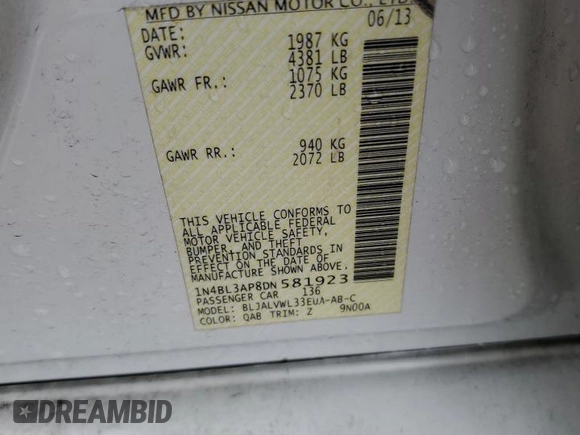 MFD BY NISSAN MOTOR CO., LTD.
DATE: 06/13
GVWR: 1987 KG
4381 LB
GAWR FR.: 1075 KG
2370 LB
GAWR RR.: 940 KG
2072 LB
THIS VEHICLE CONFORMS TO
ALL APPLICABLE FEDERAL
MOTOR VEHICLE SAFETY,
BUMPER, AND THEFT
PREVENTION STANDARDS IN
EFFECT ON THE DATE OF
MANUFACTURE SHOWN ABOVE.
1N4BL3AP8DN581923
PASSENGER CAR 136
MODEL: BLJALVWL33EUA-AB-C
COLOR: QAB TRIM: Z 9N00A
DREAMBID